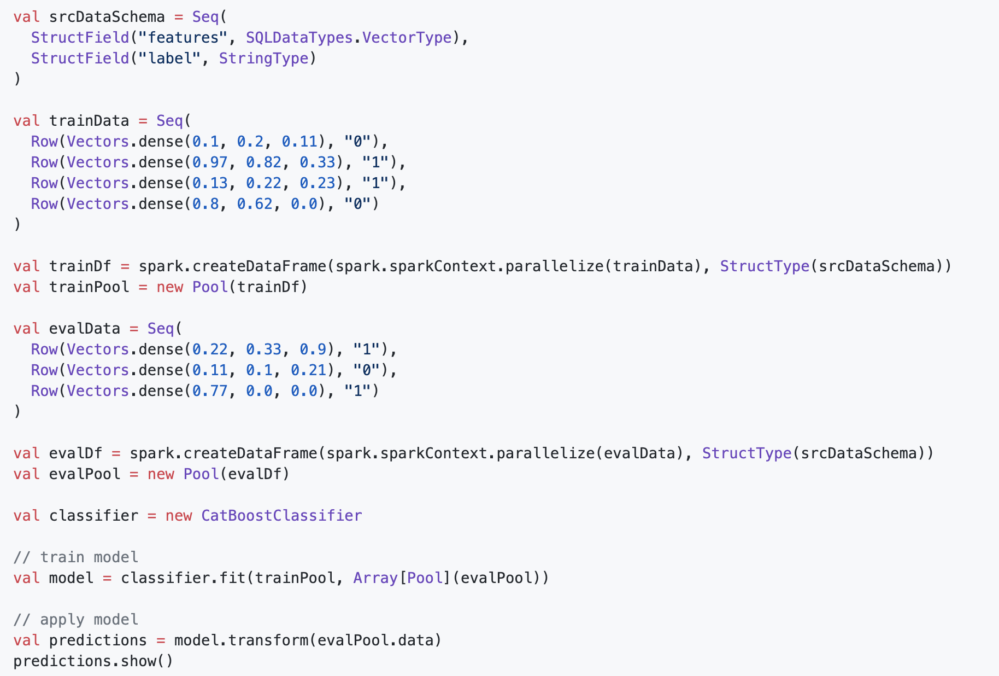 val srcDataSchema = Seq(
  StructField("features", SQLDataTypes.VectorType),
  StructField("label", StringType)
)

val trainData = Seq(
  Row(Vectors.dense(0.1, 0.2, 0.11), "0"),
  Row(Vectors.dense(0.97, 0.82, 0.33), "1"),
  Row(Vectors.dense(0.13, 0.22, 0.23), "1"),
  Row(Vectors.dense(0.8, 0.62, 0.0), "0")
)

val trainDf = spark.createDataFrame(spark.sparkContext.parallelize(trainData), StructType(srcDataSchema))
val trainPool = new Pool(trainDf)

val evalData = Seq(
  Row(Vectors.dense(0.22, 0.33, 0.9), "1"),
  Row(Vectors.dense(0.11, 0.1, 0.21), "0"),
  Row(Vectors.dense(0.77, 0.0, 0.0), "1")
)

val evalDf = spark.createDataFrame(spark.sparkContext.parallelize(evalData), StructType(srcDataSchema))
val evalPool = new Pool(evalDf)

val classifier = new CatBoostClassifier

// train model
val model = classifier.fit(trainPool, Array[Pool](evalPool))

// apply model
val predictions = model.transform(evalPool.data)
predictions.show()